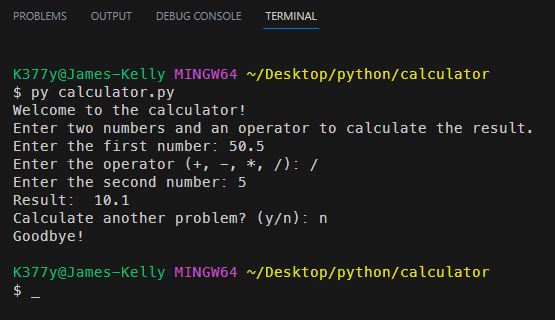 PROBLEMS OUTPUT DEBUG CONSOLE TERMINAL
K377y@James-Kelly MINGW64 ~/Desktop/python/calculator
$ py calculator.py
Welcome to the calculator!
Enter two numbers and an operator to calculate the result.
Enter the first number: 50.5
Enter the operator (+, -, *, /): /
Enter the second number: 5
Result:  10.1
Calculate another problem? (y/n): n
Goodbye!
K377y@James-Kelly MINGW64 ~/Desktop/python/calculator
$ _